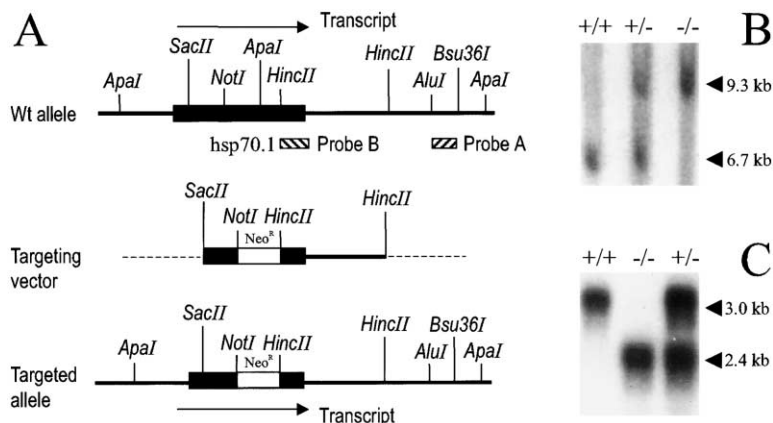 A
Transcript
SacII
ApaI
ApaI
NotI
HincII
HincII
Bsu36I
AluI
ApaI
Wt allele
hsp70.1
Probe B
Probe A
SacII
NotI
HincII
HincII
Neo^R
Targeting
vector
SacII
ApaI
NotI
HincII
HincII
Bsu36I
AluI
ApaI
Neo^R
Targeted
allele
Transcript
B
+/+ +/- -/-
9.3 kb
6.7 kb
C
+/+ -/- +/-
3.0 kb
2.4 kb